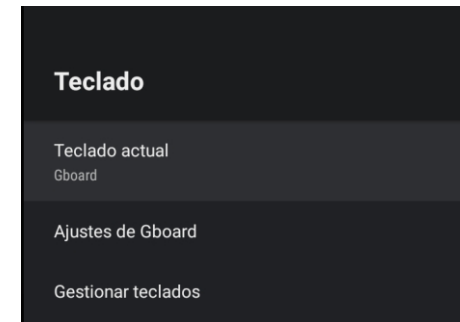 Teclado
Teclado actual
Gboard
Ajustes de Gboard
Gestionar teclados